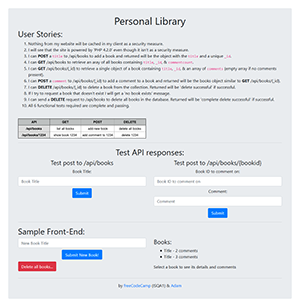 Personal Library
User Stories:
1. Nothing from my website will be cached in my client as a security measure.
2. I will see that the site is powered by 'PHP 4.2.0' even though it isn't as a security measure.
3. I can POST a title to /api/books to add a book and returned will be the object with the title and a unique _id.
4. I can GET /api/books to retrieve an aray of all books containing title, _id, & commentcount.
5. I can GET /api/books/{_id} to retrieve a single object of a book containing title, _id, & an array of comments (empty array if no comments
present).
6. I can POST a comment to /api/books/{_id} to add a comment to a book and returned will be the books object similar to GET /api/books/{_id}.
7. I can DELETE /api/books/{_id} to delete a book from the collection. Returned will be 'delete successful' if successful.
8. If I try to request a book that doesn't exist I will get a 'no book exists' message.
9. I can send a DELETE request to /api/books to delete all books in the database. Returned will be 'complete delete successful' if successful.
10. All 6 functional tests required are complete and passing.
API GET POST DELETE
/api/books list all books add new book delete all books
/api/books/1234 show book 1234 add comment to 1234 delete 1234
Test API responses:
Test post to /api/books
Book Title:
Book Title
Submit
Test post to /api/books/{bookid}
Book ID to comment on:
Book ID to comment on
Comment:
Comment
Submit
Sample Front-End:
New Book Title
Submit New Book!
Delete all books...
Books:
Title - 2 comments
Title - 3 comments
Select a book to see its details and comments
by FreeCodeCamp (ISQA1) & Adam